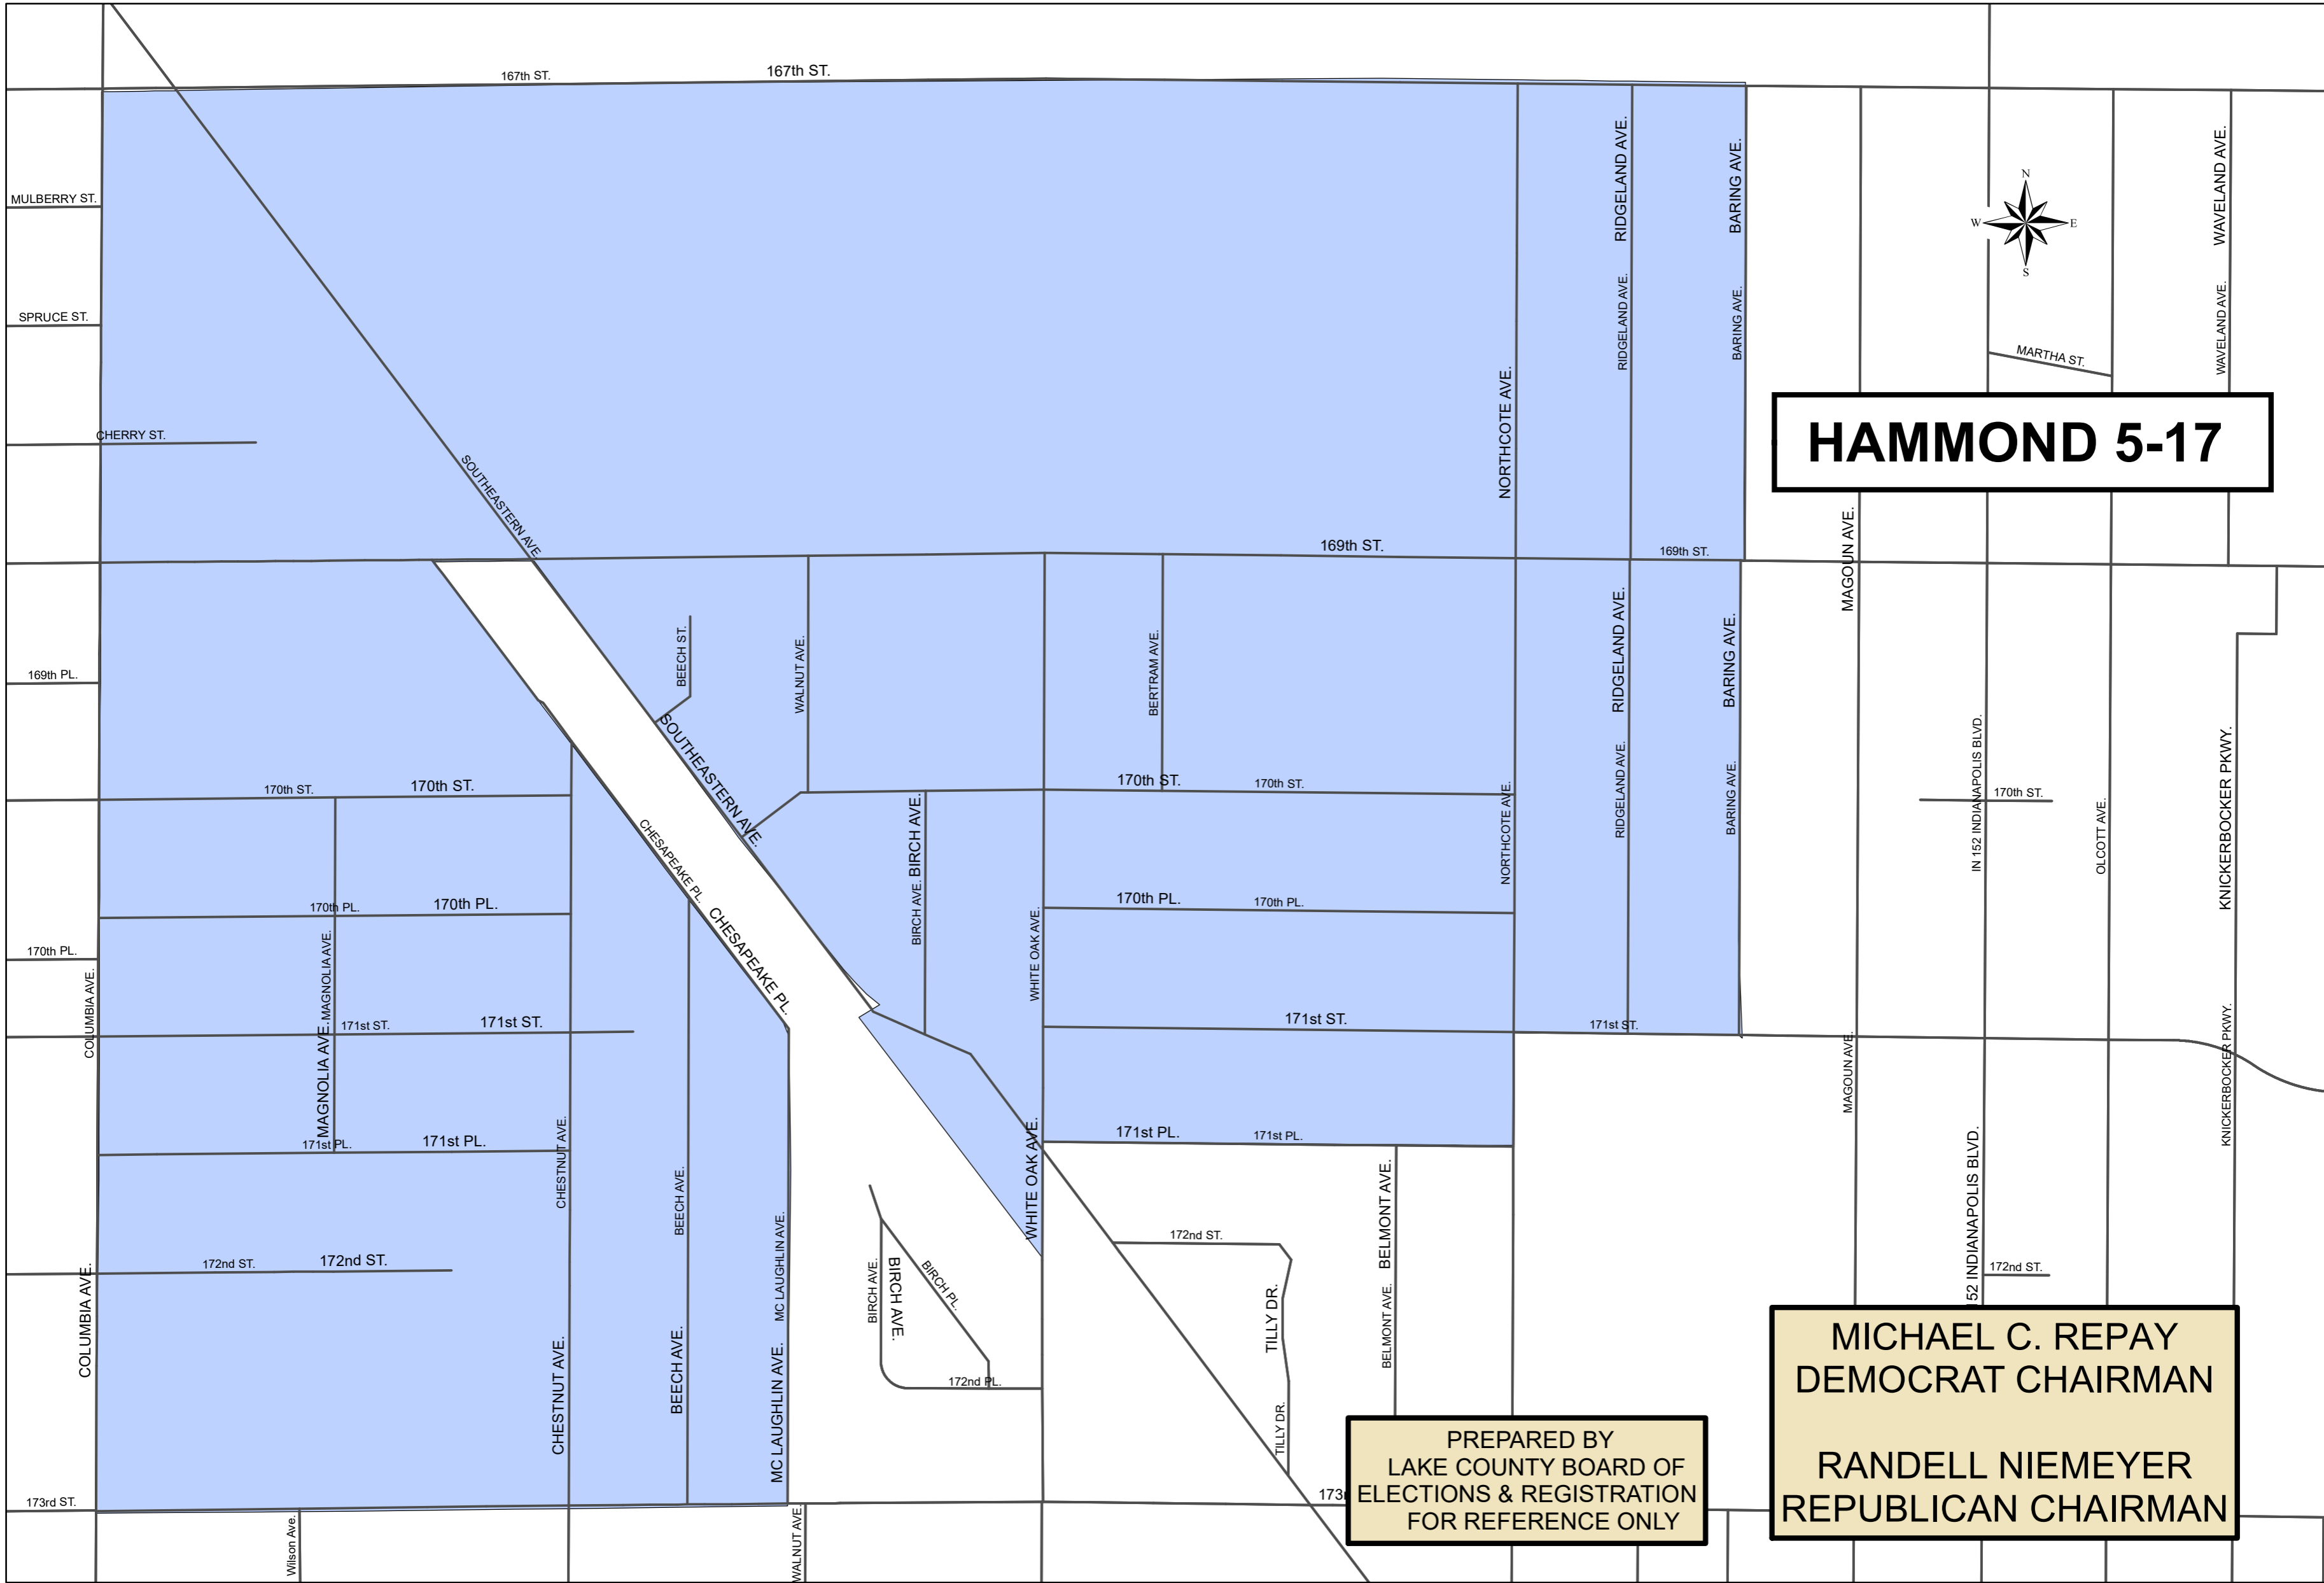 167th ST.
167th ST.
MULBERRY ST.
SPRUCE ST.
CHERRY ST.
SOUTHEASTERN AVE.
RIDGELAND AVE.
RIDGELAND AVE.
BARING AVE.
BARING AVE.
NORTHCOTE AVE.
N
W
E
S
WAVELAND AVE.
WAVELAND AVE.
MARTHA ST.
HAMMOND 5-17
MAGOUN AVE.
169th ST.
169th ST.
169th PL.
BEECH ST.
WALNUT AVE.
BERTRAM AVE.
RIDGELAND AVE.
RIDGELAND AVE.
BARING AVE.
BARING AVE.
SOUTHEASTERN AVE.
170th ST.
170th ST.
170th ST.
170th ST.
170th ST.
NORTHCOTE AVE.
IN 152 INDIANAPOLIS BLVD.
OLCOTT AVE.
KNICKERBOCKER PKWY.
KNICKERBOCKER PKWY.
CHESAPEAKE PL.
CHESAPEAKE PL.
BIRCH AVE.
BIRCH AVE.
WHITE OAK AVE.
170th PL.
170th PL.
170th PL.
170th PL.
170th PL.
COLUMBIA AVE.
MAGNOLIA AVE.
MAGNOLIA AVE.
171st ST.
171st ST.
171st ST.
171st ST.
MAGOUN AVE.
171st PL.
171st PL.
171st PL.
171st PL.
CHESTNUT AVE.
BEECH AVE.
MC LAUGHLIN AVE.
WHITE OAK AVE.
172nd ST.
172nd ST.
172nd ST.
172nd ST.
COLUMBIA AVE.
CHESTNUT AVE.
BEECH AVE.
MC LAUGHLIN AVE.
BIRCH AVE.
BIRCH AVE.
BIRCH PL.
172nd PL.
TILLY DR.
TILLY DR.
BELMONT AVE.
BELMONT AVE.
152 INDIANAPOLIS BLVD.
173rd ST.
Wilson Ave.
WALNUT AVE.
PREPARED BY
LAKE COUNTY BOARD OF
ELECTIONS & REGISTRATION
FOR REFERENCE ONLY
MICHAEL C. REPAY
DEMOCRAT CHAIRMAN
RANDELL NIEMEYER
REPUBLICAN CHAIRMAN